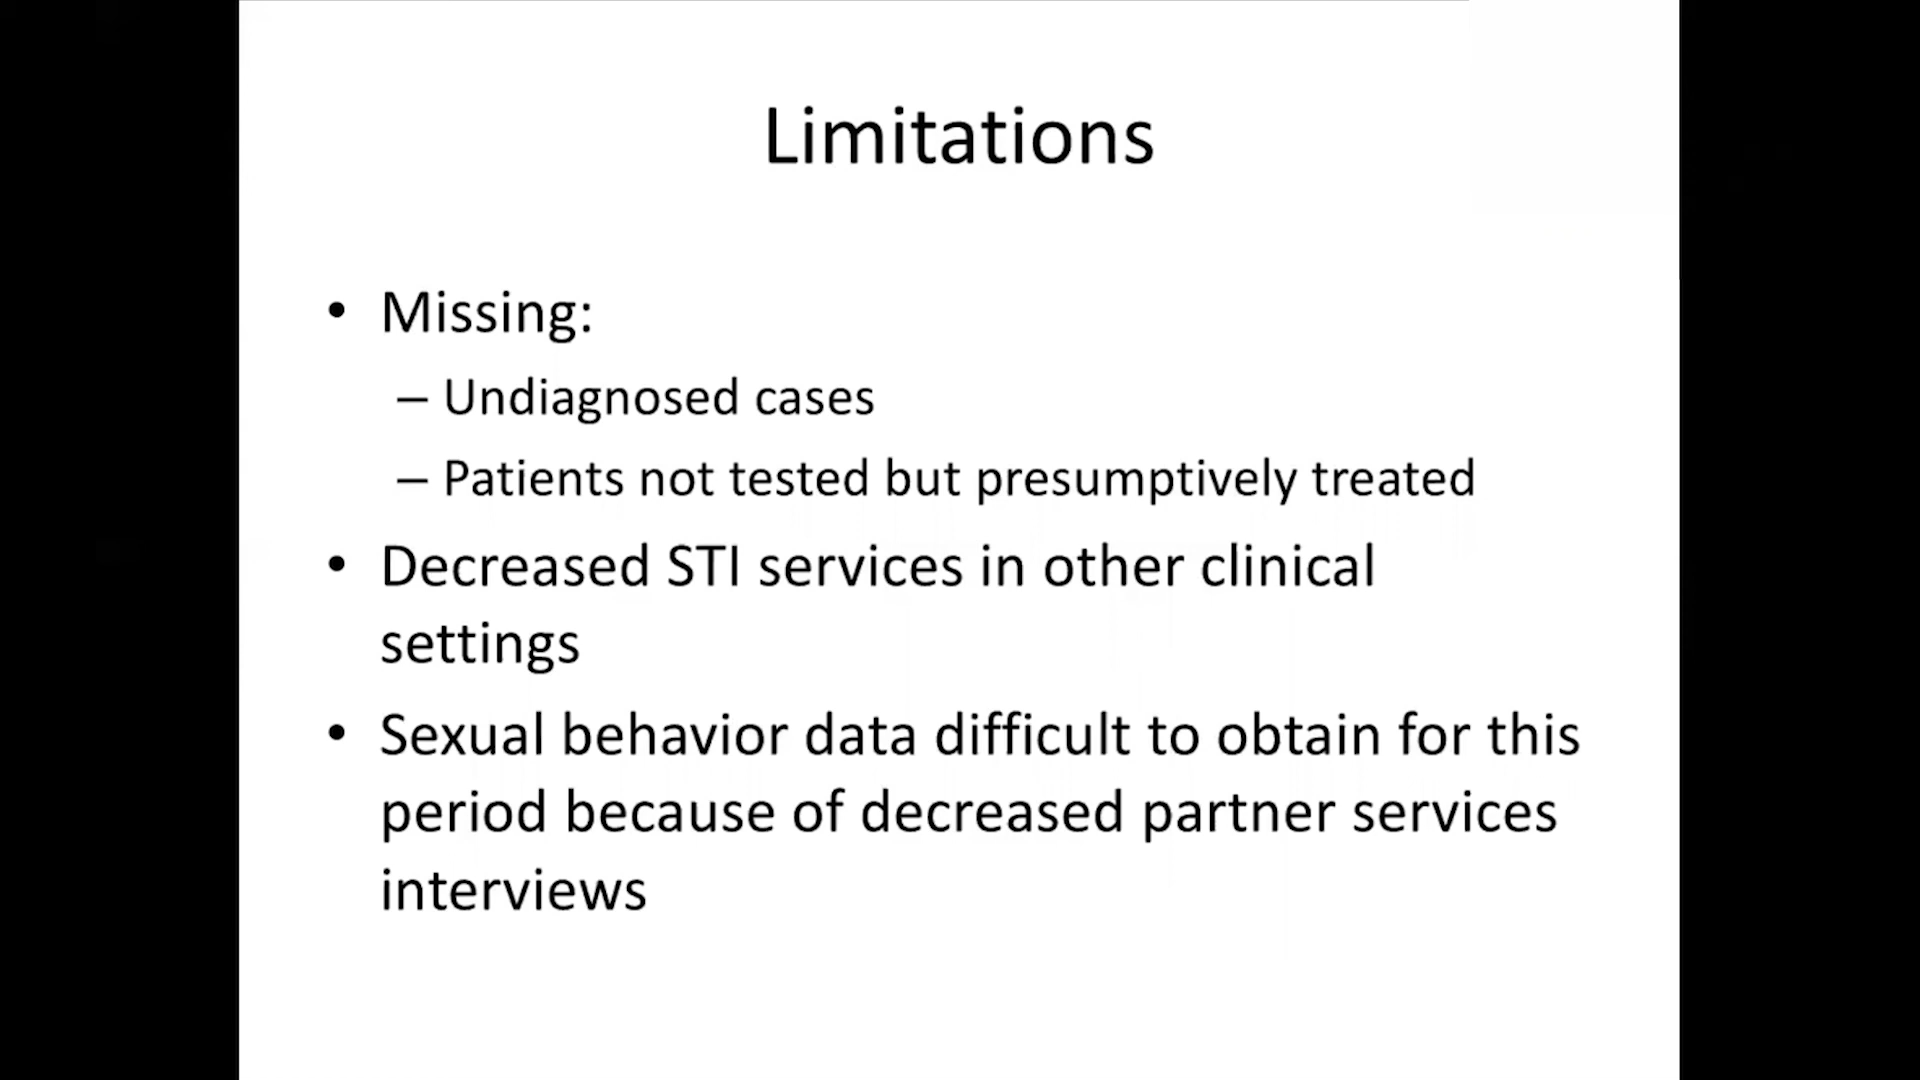 Limitations
• Missing:
– Undiagnosed cases
– Patients not tested but presumptively treated
• Decreased STI services in other clinical
settings
• Sexual behavior data difficult to obtain for this
period because of decreased partner services
interviews